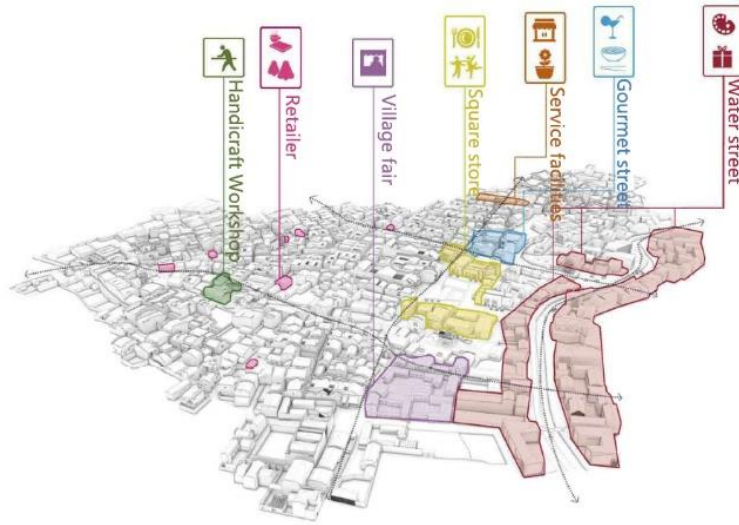 Handicraft Workshop
Retailer
Village fair
Square store
Service facilities
Gourmet street
Water street